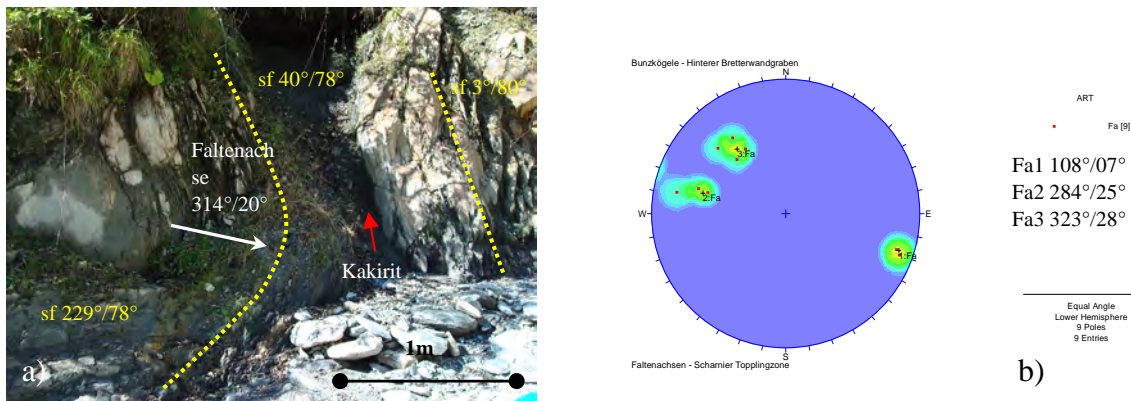 sf 40°/78°
sf 3°/80°
Faltenach
se
314°/20°
Kakirit
sf 229°/78°
1m
a)
Bunzkögele - Hinterer Bretterwandgraben
N
W
E
S
3:Fa
2:Fa
1:Fa
Faltenachsen - Scharnier Topplingzone
ART
Fa [9]
Fa1 108°/07°
Fa2 284°/25°
Fa3 323°/28°
Equal Angle
Lower Hemisphere
9 Poles
9 Entries
b)